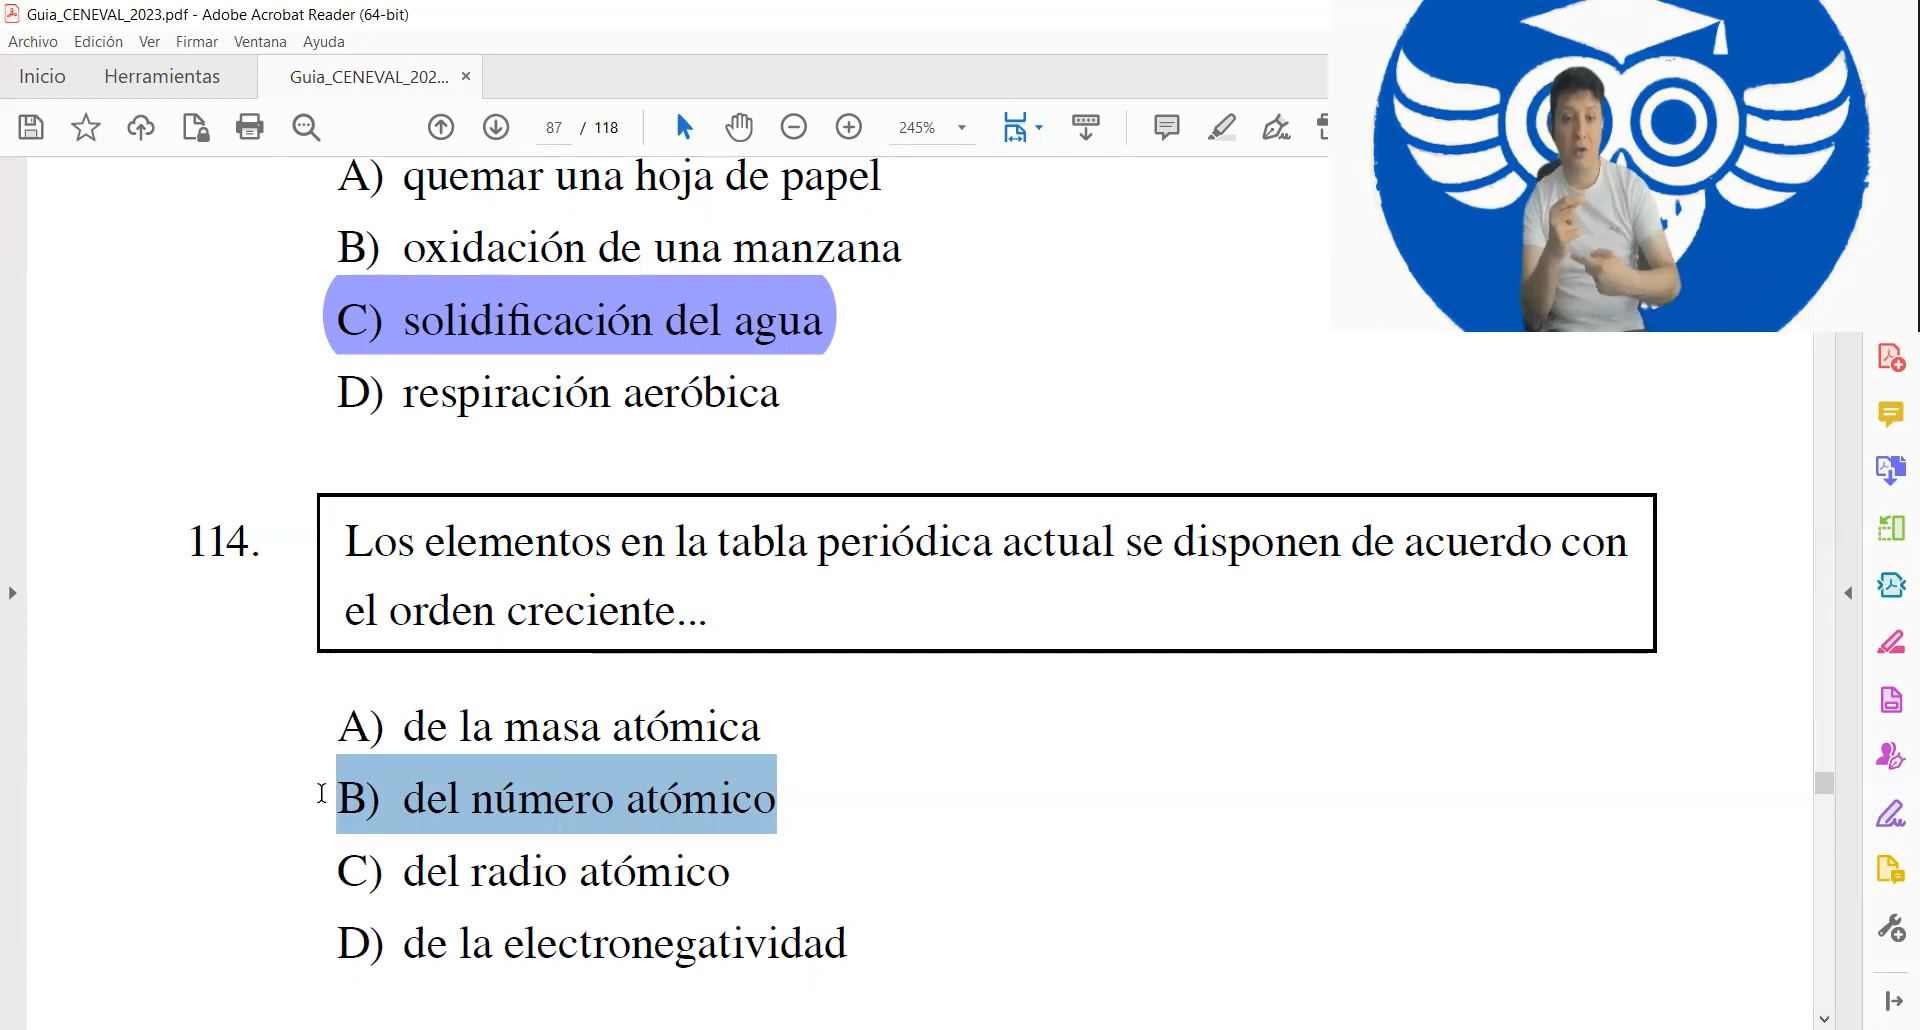 Guia_CENEVAL_2023.pdf - Adobe Acrobat Reader (64-bit)
Archivo Edición Ver Firmar Ventana Ayuda
Inicio Herramientas Guia_CENEVAL_202...
87 / 118 245%
A) quemar una hoja de papel
B) oxidación de una manzana
C) solidificación del agua
D) respiración aeróbica
114. Los elementos en la tabla periódica actual se disponen de acuerdo con
el orden creciente...
A) de la masa atómica
B) del número atómico
C) del radio atómico
D) de la electronegatividad